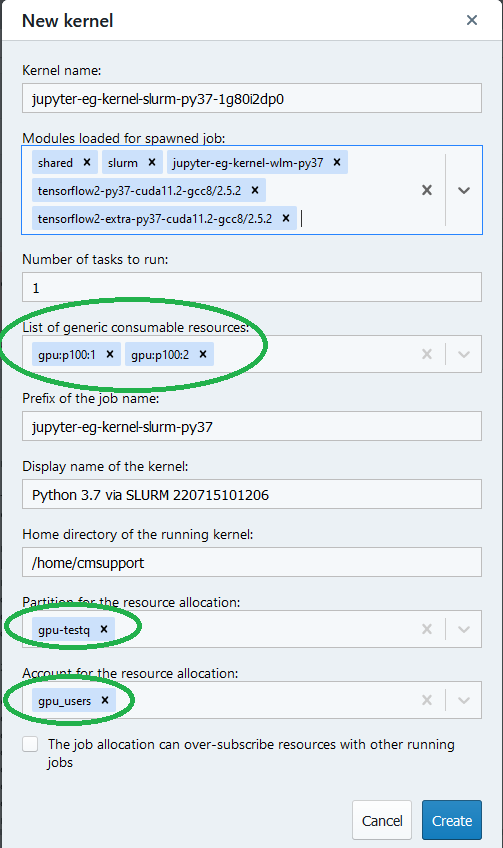 New kernel ×
Kernel name:
jupyter-eg-kernel-slurm-py37-1g80i2dp0
Modules loaded for spawned job:
shared × slurm × jupyter-eg-kernel-wlm-py37 ×
tensorflow2-py37-cuda11.2-gcc8/2.5.2 ×
tensorflow2-extra-py37-cuda11.2-gcc8/2.5.2 ×
Number of tasks to run:
1
List of generic consumable resources:
gpu:p100:1 × gpu:p100:2 ×
Prefix of the job name:
jupyter-eg-kernel-slurm-py37
Display name of the kernel:
Python 3.7 via SLURM 220715101206
Home directory of the running kernel:
/home/cmsupport
Partition for the resource allocation:
gpu-testq ×
Account for the resource allocation:
gpu_users ×
The job allocation can over-subscribe resources with other running
jobs
Cancel Create